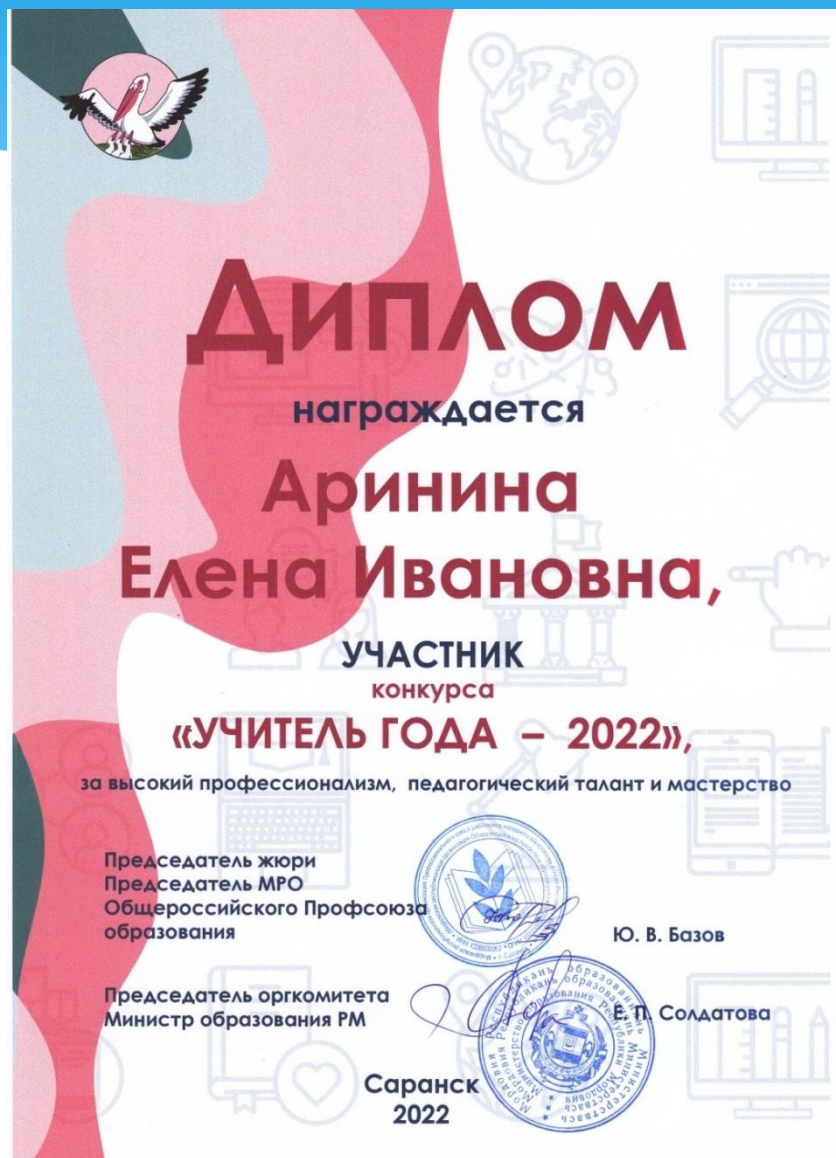 Диплом
награждается
Аринина
Елена Ивановна,
УЧАСТНИК
конкурса
«УЧИТЕЛЬ ГОДА – 2022»,
за высокий профессионализм, педагогический талант и мастерство
Председатель жюри
Председатель МРО
Общероссийского Профсоюза
образования
Ю. В. Базов
Председатель оргкомитета
Министр образования РМ
Е. П. Солдатова
Саранск
2022